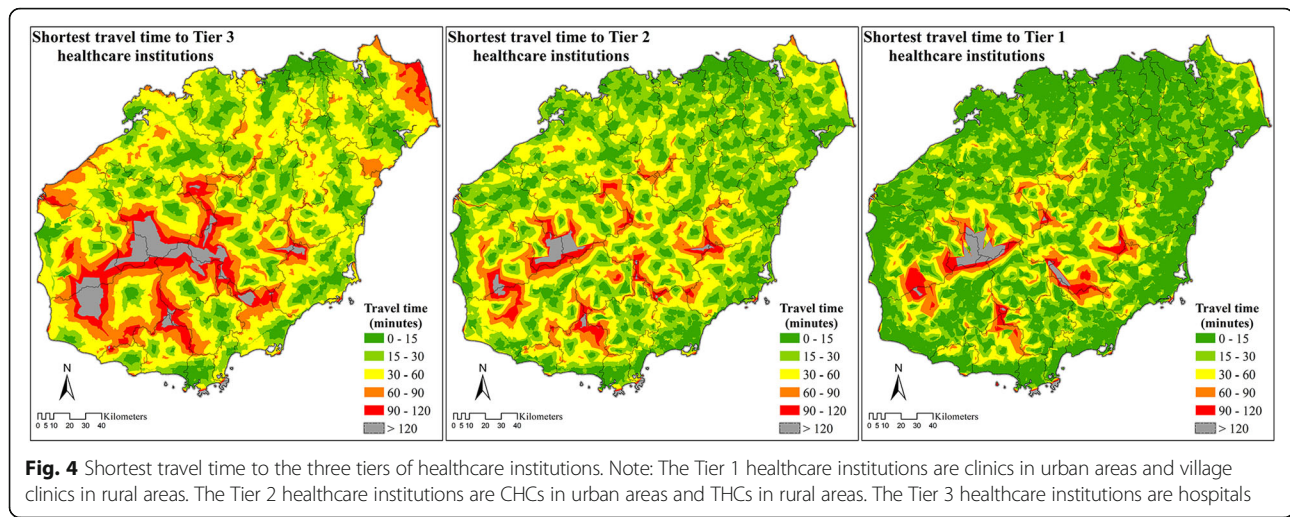 Shortest travel time to Tier 3
healthcare institutions
Travel time
(minutes)
0 - 15
15 - 30
30 - 60
60 - 90
90 - 120
> 120
N
0 5 10 20 30 40
Kilometers
Shortest travel time to Tier 2
healthcare institutions
Travel time
(minutes)
0 - 15
15 - 30
30 - 60
60 - 90
90 - 120
> 120
N
0 5 10 20 30 40
Kilometers
Shortest travel time to Tier 1
healthcare institutions
Travel time
(minutes)
0 - 15
15 - 30
30 - 60
60 - 90
90 - 120
> 120
N
0 5 10 20 30 40
Kilometers
Fig. 4 Shortest travel time to the three tiers of healthcare institutions. Note: The Tier 1 healthcare institutions are clinics in urban areas and village
clinics in rural areas. The Tier 2 healthcare institutions are CHCs in urban areas and THCs in rural areas. The Tier 3 healthcare institutions are hospitals